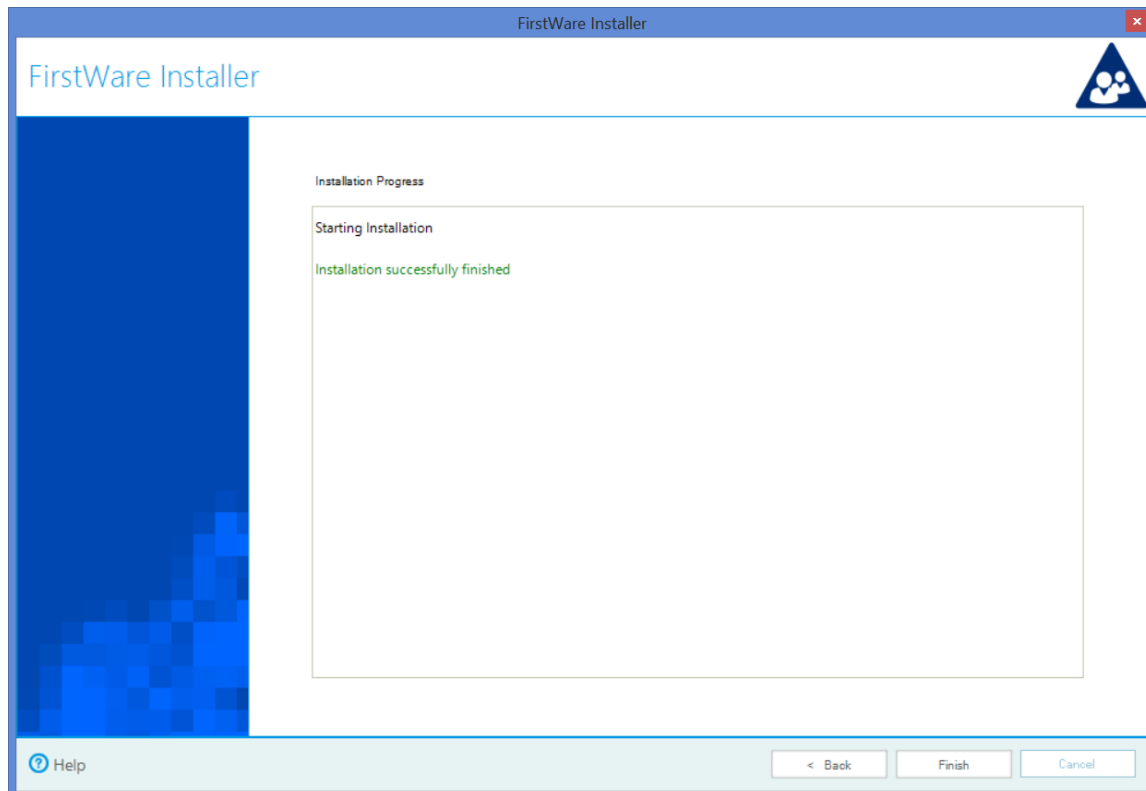 FirstWare Installer
FirstWare Installer
Installation Progress
Starting Installation
Installation successfully finished
? Help
< Back
Finish
Cancel